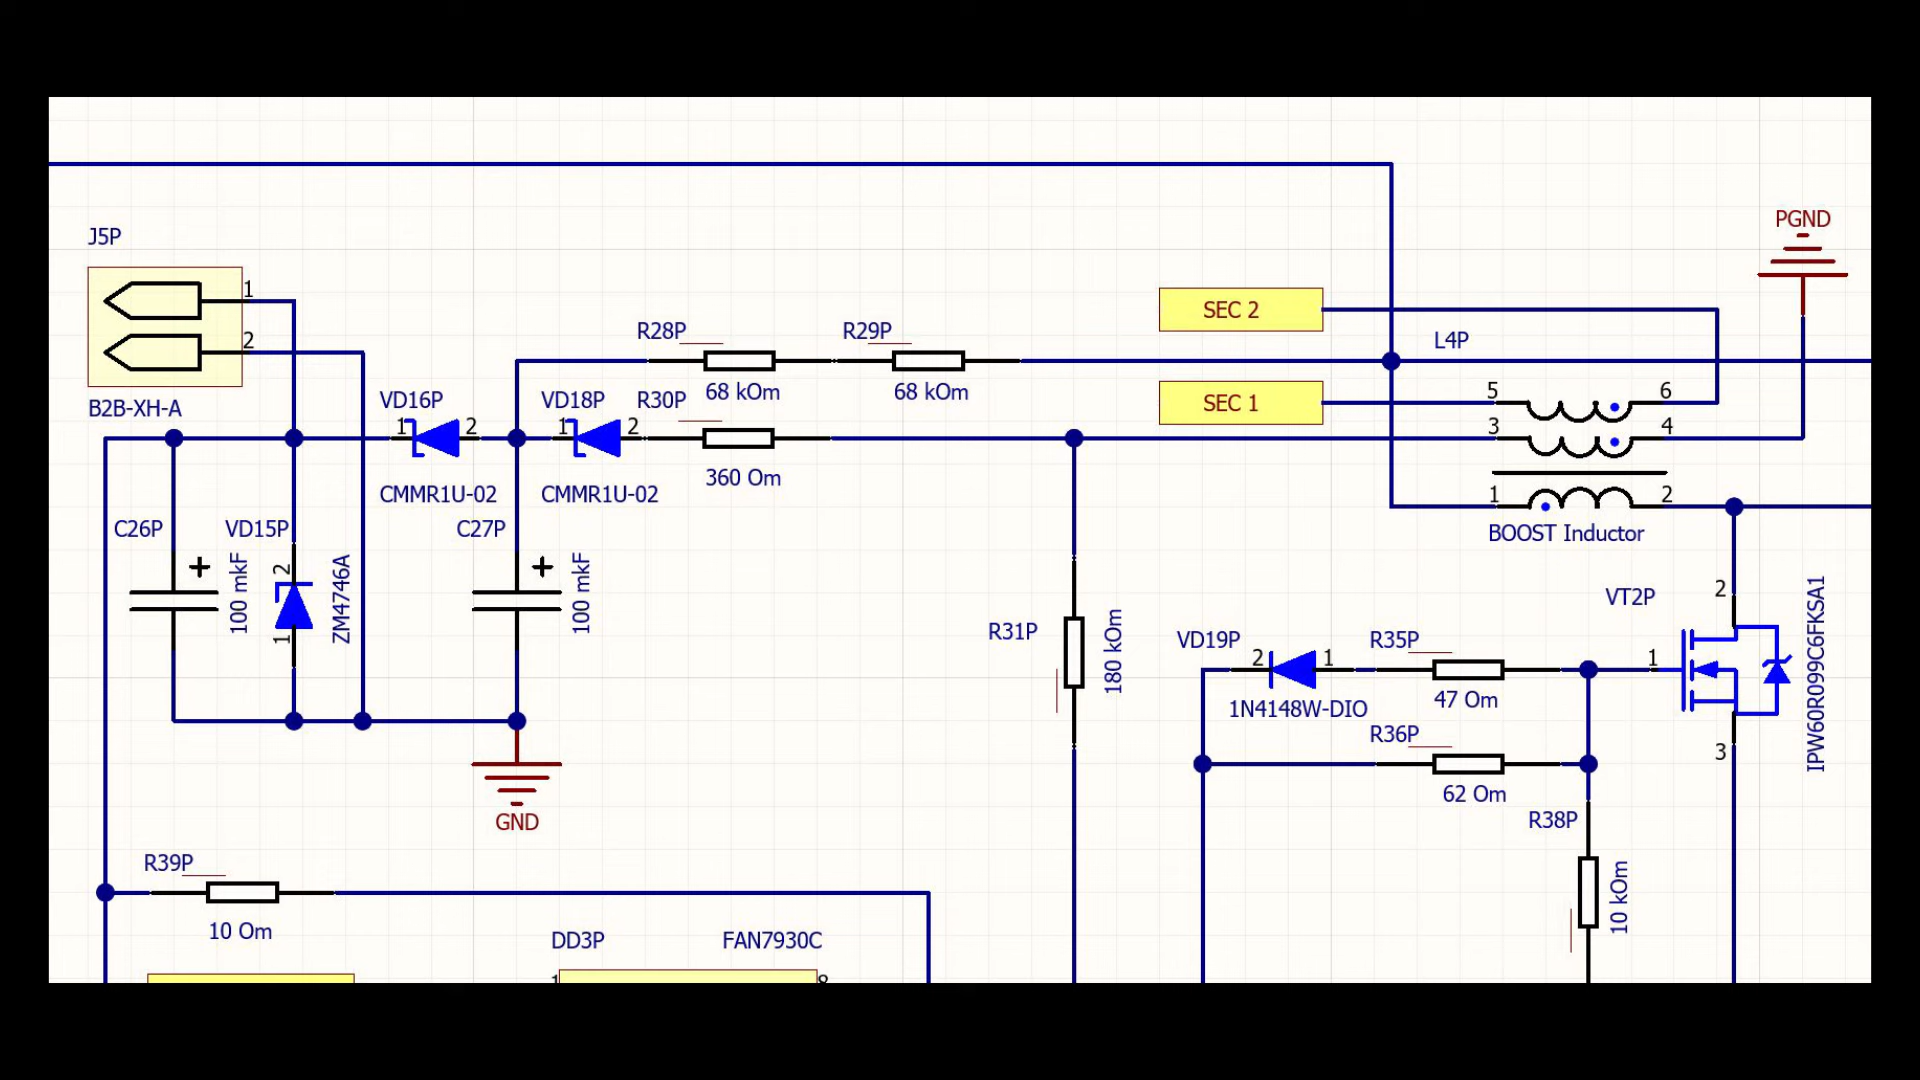 PGND
J5P
1
2
B2B-XH-A
SEC 2
L4P
R28P
R29P
68 kOm
68 kOm
SEC 1
5
6
VD16P
VD18P
R30P
1
2
1
2
3
4
CMMR1U-02
CMMR1U-02
360 Om
1
2
BOOST Inductor
C26P
VD15P
C27P
100 mkF
2
1
ZM4746A
100 mkF
VT2P
2
IPW60R099C6FKSA1
R31P
180 kOm
VD19P
2
1
R35P
1
1N4148W-DIO
47 Om
R36P
3
62 Om
GND
R38P
10 kOm
R39P
10 Om
DD3P
FAN7930C
1
8